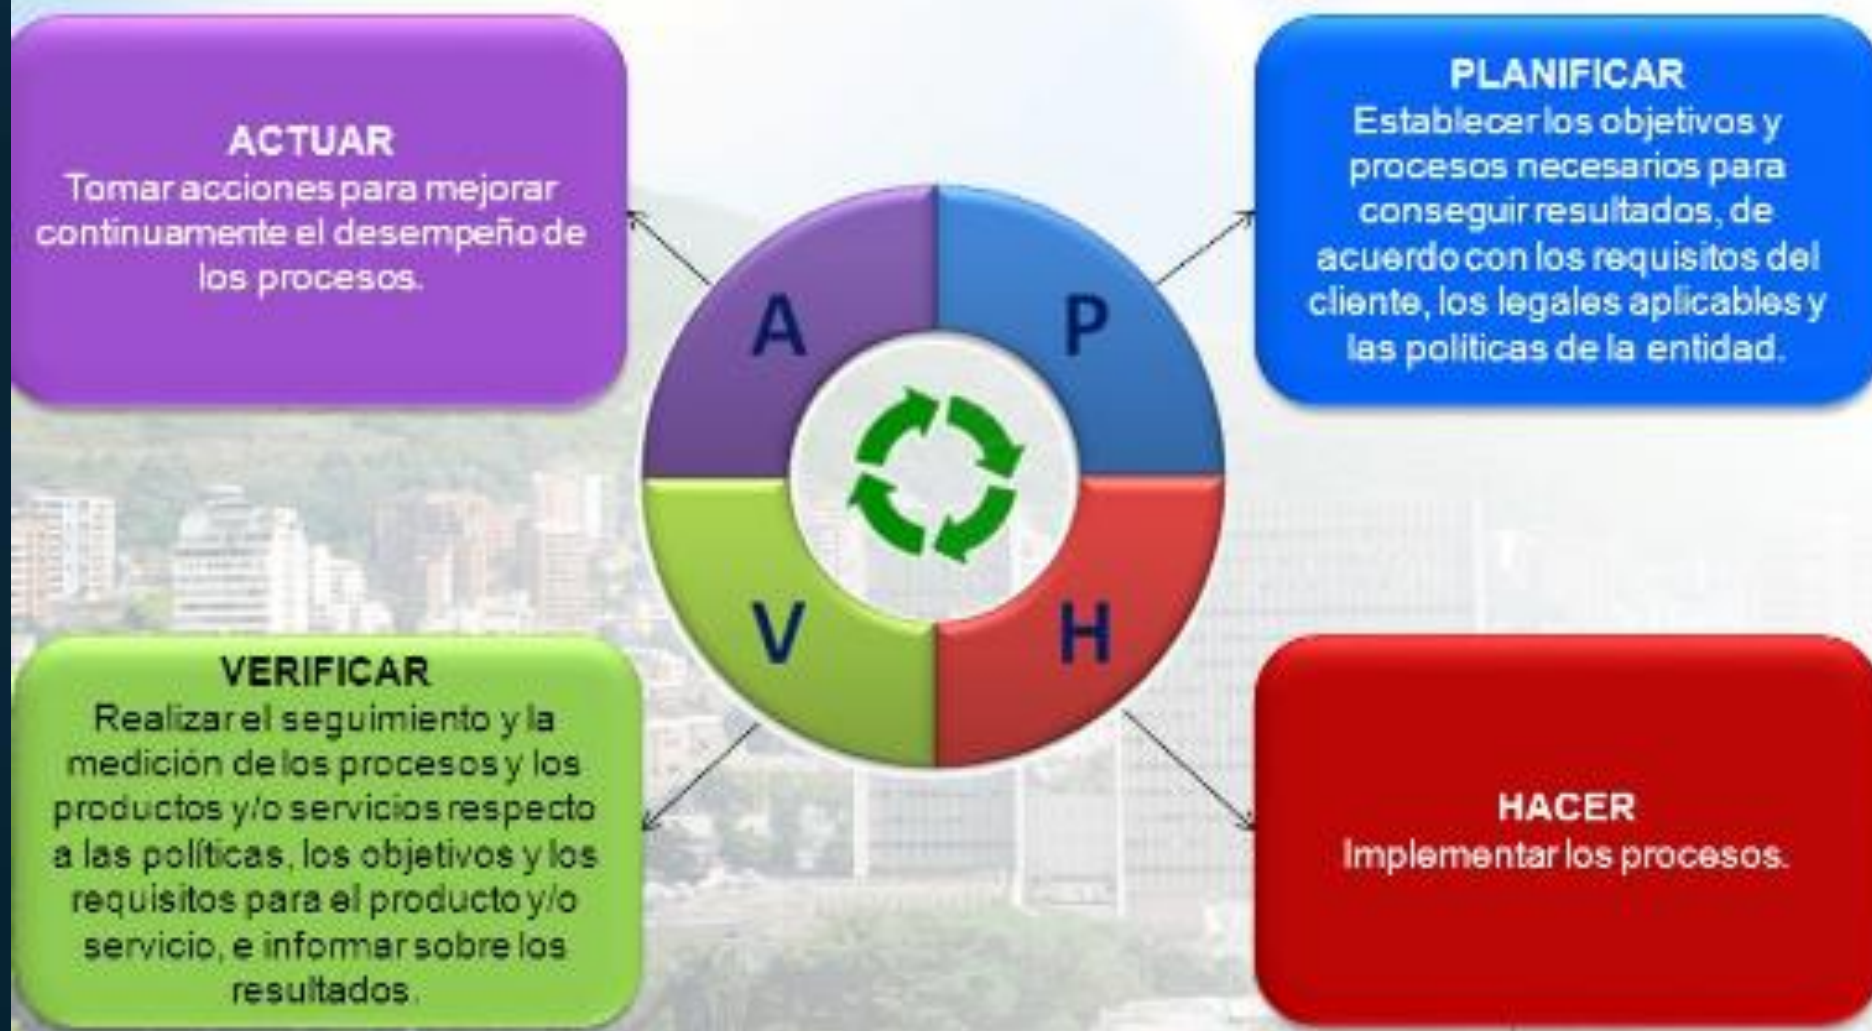 ACTUAR
Tomar acciones para mejorar
continuamente el desempeño de
los procesos.
PLANIFICAR
Establecer los objetivos y
procesos necesarios para
conseguir resultados, de
acuerdo con los requisitos del
cliente, los legales aplicables y
las políticas de la entidad.
A
P
V
H
VERIFICAR
Realizar el seguimiento y la
medición de los procesos y los
productos y/o servicios respecto
a las políticas, los objetivos y los
requisitos para el producto y/o
servicio, e informar sobre los
resultados.
HACER
Implementar los procesos.